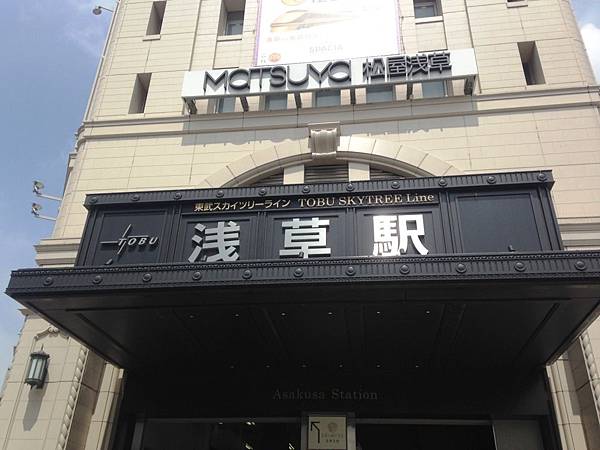 SPACIA
MATSUYA 松屋浅草
東武スカイツリーライン TOBU SKYTREE Line
TOBU 浅草駅
Asakusa Station